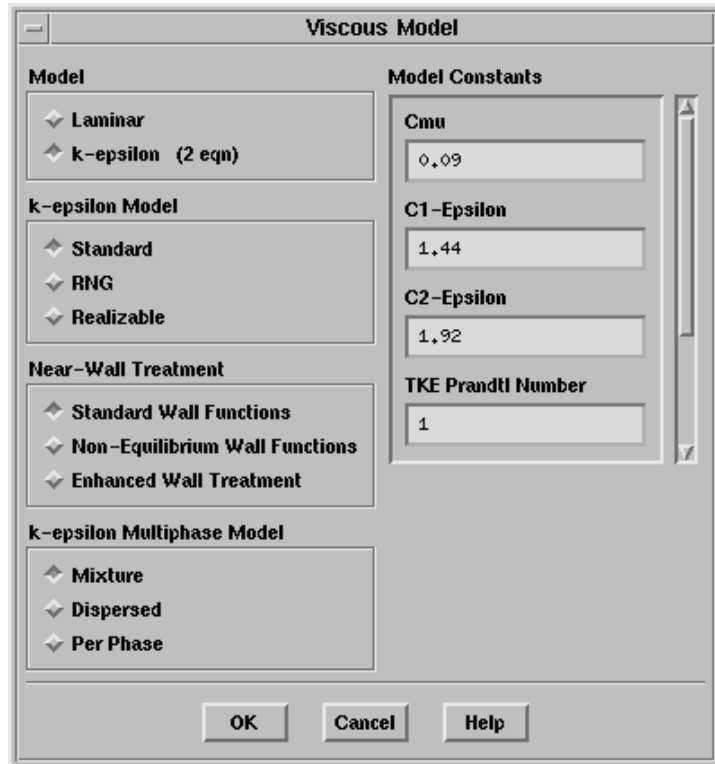 Viscous Model
Model
Laminar
k-epsilon (2 eqn)
k-epsilon Model
Standard
RNG
Realizable
Near-Wall Treatment
Standard Wall Functions
Non-Equilibrium Wall Functions
Enhanced Wall Treatment
k-epsilon Multiphase Model
Mixture
Dispersed
Per Phase
Model Constants
Cmu
0.09
C1-Epsilon
1.44
C2-Epsilon
1.92
TKE Prandtl Number
1
OK Cancel Help